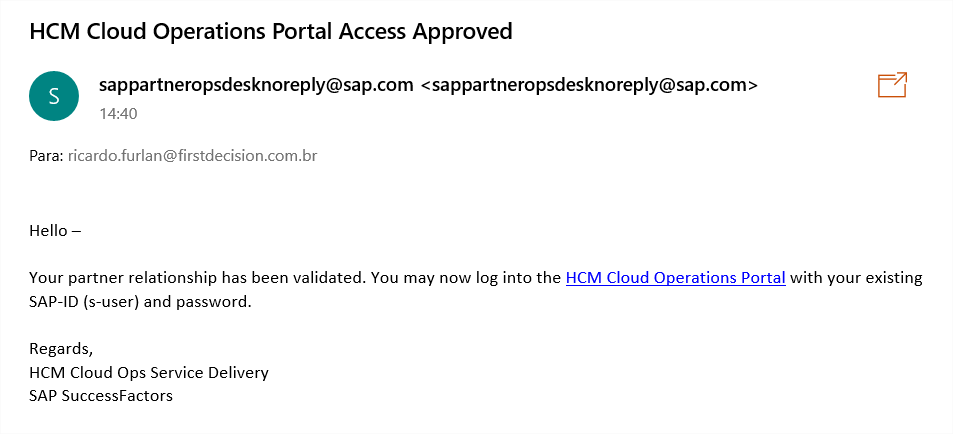 HCM Cloud Operations Portal Access Approved
S
sappartneropsdesknoreply@sap.com <sappartneropsdesknoreply@sap.com>
14:40
Para: ricardo.furlan@firstdecision.com.br
Hello –
Your partner relationship has been validated. You may now log into the HCM Cloud Operations Portal with your existing
SAP-ID (s-user) and password.
Regards,
HCM Cloud Ops Service Delivery
SAP SuccessFactors